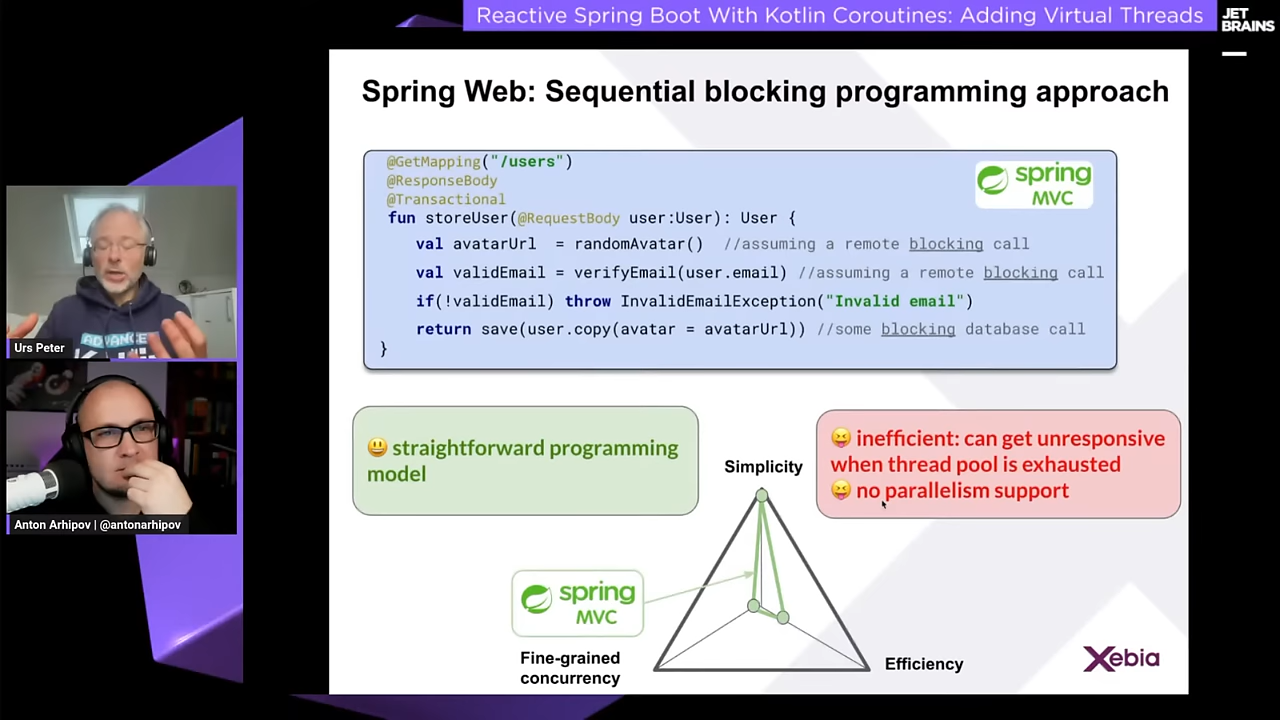 Reactive Spring Boot With Kotlin Coroutines: Adding Virtual Threads
JET
BRAINS
Spring Web: Sequential blocking programming approach
@GetMapping("/users")
@ResponseBody
@Transactional
fun storeUser(@RequestBody user:User): User {
val avatarUrl = randomAvatar() //assuming a remote blocking call
val validEmail = verifyEmail(user.email) //assuming a remote blocking call
if(!validEmail) throw InvalidEmailException("Invalid email")
return save(user.copy(avatar = avatarUrl)) //some blocking database call
}
spring
MVC
Urs Peter
Anton Arhipov | @antonarhipov
😃 straightforward programming
model
😝 inefficient: can get unresponsive
when thread pool is exhausted
😝 no parallelism support
Simplicity
spring
MVC
Fine-grained
concurrency
Efficiency
Xebia